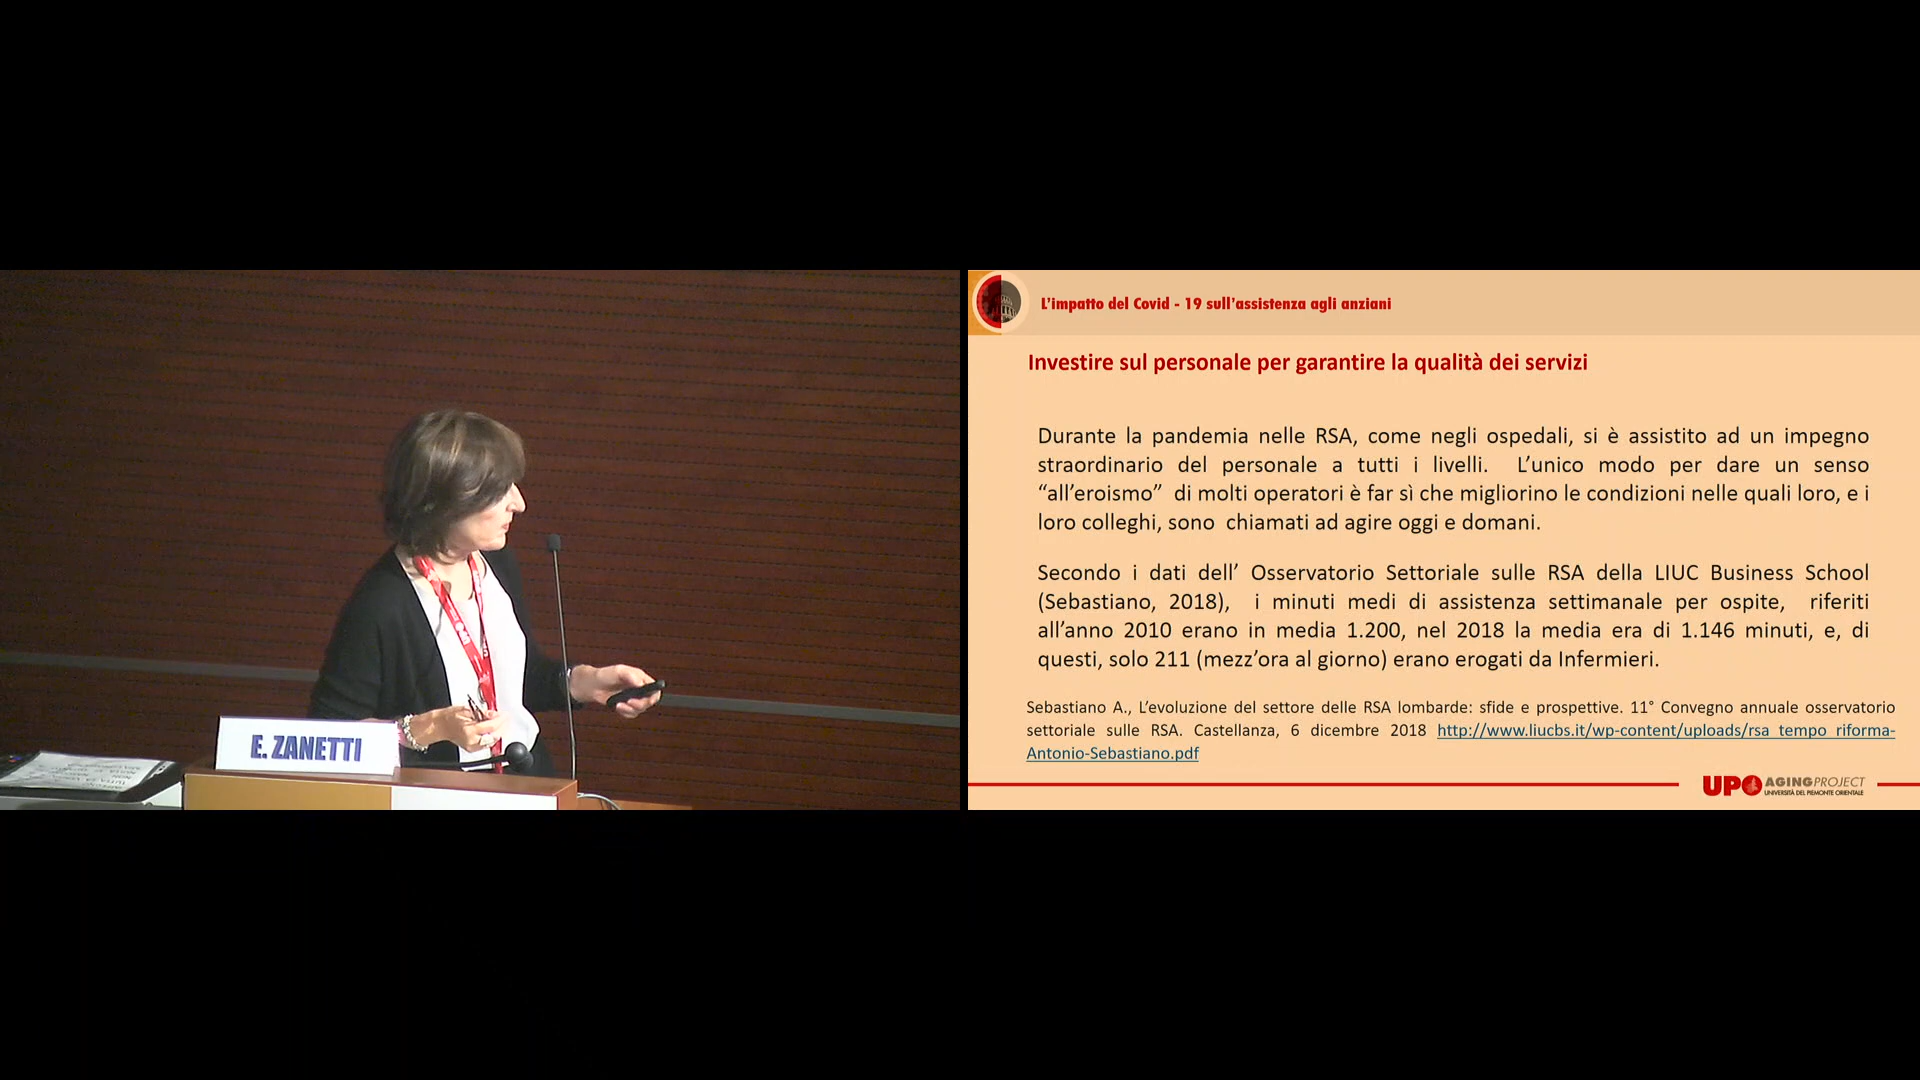 L'impatto del Covid - 19 sull'assistenza agli anziani
Investire sul personale per garantire la qualità dei servizi
Durante la pandemia nelle RSA, come negli ospedali, si è assistito ad un impegno
straordinario del personale a tutti i livelli. L'unico modo per dare un senso
“all'eroismo” di molti operatori è far sì che migliorino le condizioni nelle quali loro, e i
loro colleghi, sono chiamati ad agire oggi e domani.
Secondo i dati dell' Osservatorio Settoriale sulle RSA della LIUC Business School
(Sebastiano, 2018), i minuti medi di assistenza settimanale per ospite, riferiti
all'anno 2010 erano in media 1.200, nel 2018 la media era di 1.146 minuti, e, di
questi, solo 211 (mezz'ora al giorno) erano erogati da Infermieri.
Sebastiano A., L'evoluzione del settore delle RSA lombarde: sfide e prospettive. 11° Convegno annuale osservatorio
settoriale sulle RSA. Castellanza, 6 dicembre 2018 http://www.liucbs.it/wp-content/uploads/rsa_tempo_riforma-
Antonio-Sebastiano.pdf
UPO AGINGPROJECT
UNIVERSITÀ DEL PIEMONTE ORIENTALE
E. ZANETTI